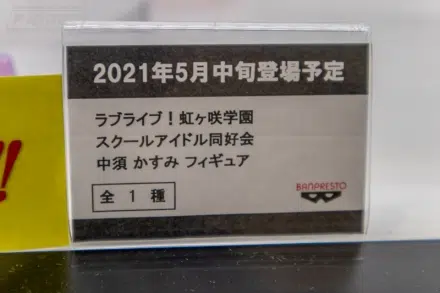 2021年5月中旬登場予定
ラブライブ！虹ヶ咲学園
スクールアイドル同好会
中須 かすみ フィギュア
全 1 種
BANPRESTO
!!